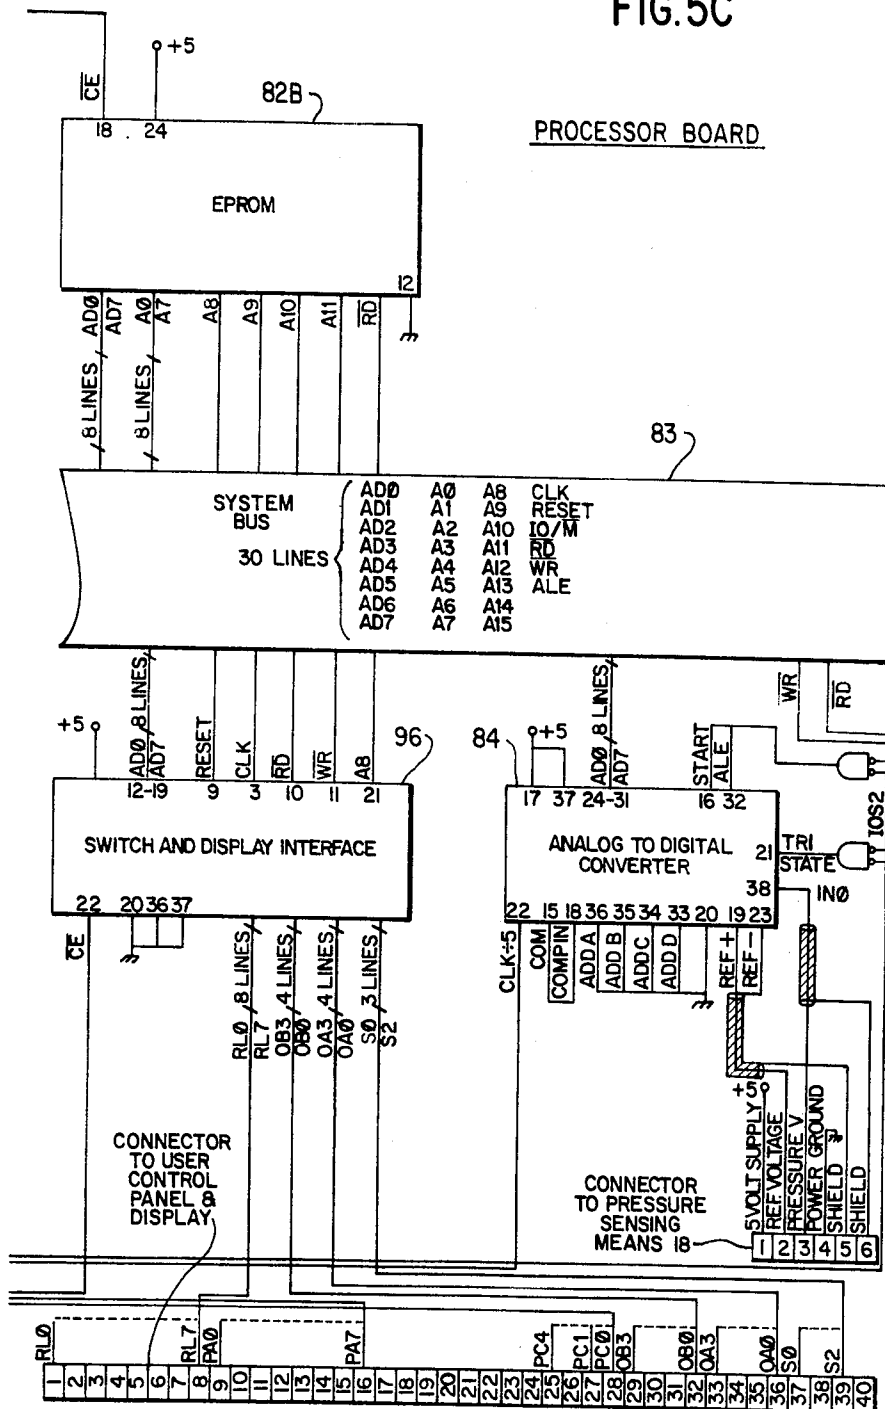 FIG.5C
PROCESSOR BOARD
+5
C̅E̅
82B
18 24
EPROM
12
AD0 AD7
A0 A7
A8
A9
A10
A11
R̅D̅
8 LINES
8 LINES
83
SYSTEM BUS
30 LINES
AD0 A0 A8 CLK
AD1 A1 A9 RESET
AD2 A2 A10 IO/M̅
AD3 A3 A11 R̅D̅
AD4 A4 A12 W̅R̅
AD5 A5 A13 ALE
AD6 A6 A14
AD7 A7 A15
+5
AD0 8 LINES
AD7
RESET
CLK
R̅D̅
W̅R̅
A8
96
12-19 9 3 10 11 21
SWITCH AND DISPLAY INTERFACE
22 20 36 37
C̅E̅
RL0 8 LINES
RL7
OB3 4 LINES
OB0
OA3 4 LINES
OA0
S0 3 LINES
S2
84
+5
AD0 8 LINES
AD7
START
ALE
W̅R̅
R̅D̅
IOS2
17 37 24-31 16 32
ANALOG TO DIGITAL
CONVERTER
21 TRI
STATE
38
IN0
22 15 18 36 35 34 33 20 19 23
CLK÷5
COM
COMPIN
ADD A
ADD B
ADD C
ADD D
REF+
REF-
+5
5 VOLT SUPPLY
REF. VOLTAGE
PRESSURE V
POWER GROUND
SHIELD
SHIELD
CONNECTOR
TO PRESSURE
SENSING
MEANS 18
1 2 3 4 5 6
CONNECTOR
TO USER
CONTROL
PANEL &
DISPLAY
RL0
RL7
PA0
PA7
PC4
PC1
PC0
OB3
OB0
OA3
OA0
S0
S2
1 2 3 4 5 6 7 8 9 10 11 12 13 14 15 16 17 18 19 20 21 22 23 24 25 26 27 28 29 30 31 32 33 34 35 36 37 38 39 40